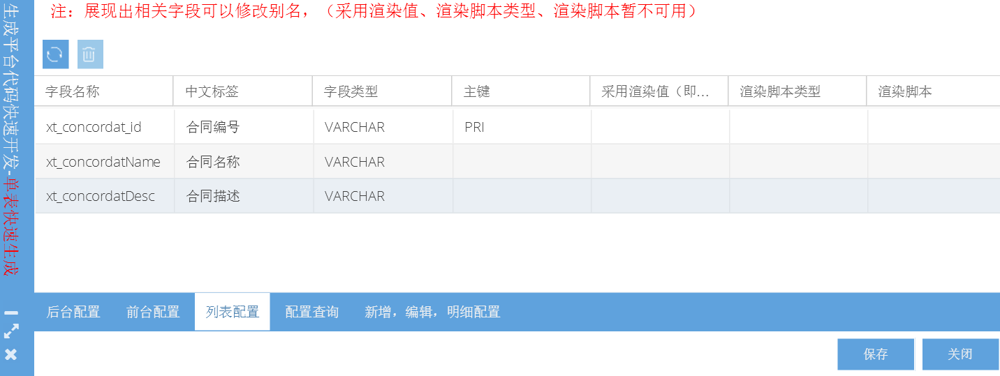 注：展现出相关字段可以修改别名，（采用渲染值、渲染脚本类型、渲染脚本暂不可用）
生成平台代码快速开发-单表快速生成
字段名称 中文标签 字段类型 主键 采用渲染值（即... 渲染脚本类型 渲染脚本
xt_concordat_id 合同编号 VARCHAR PRI
xt_concordatName 合同名称 VARCHAR
xt_concordatDesc 合同描述 VARCHAR
后台配置 前台配置 列表配置 配置查询 新增，编辑，明细配置
保存 关闭